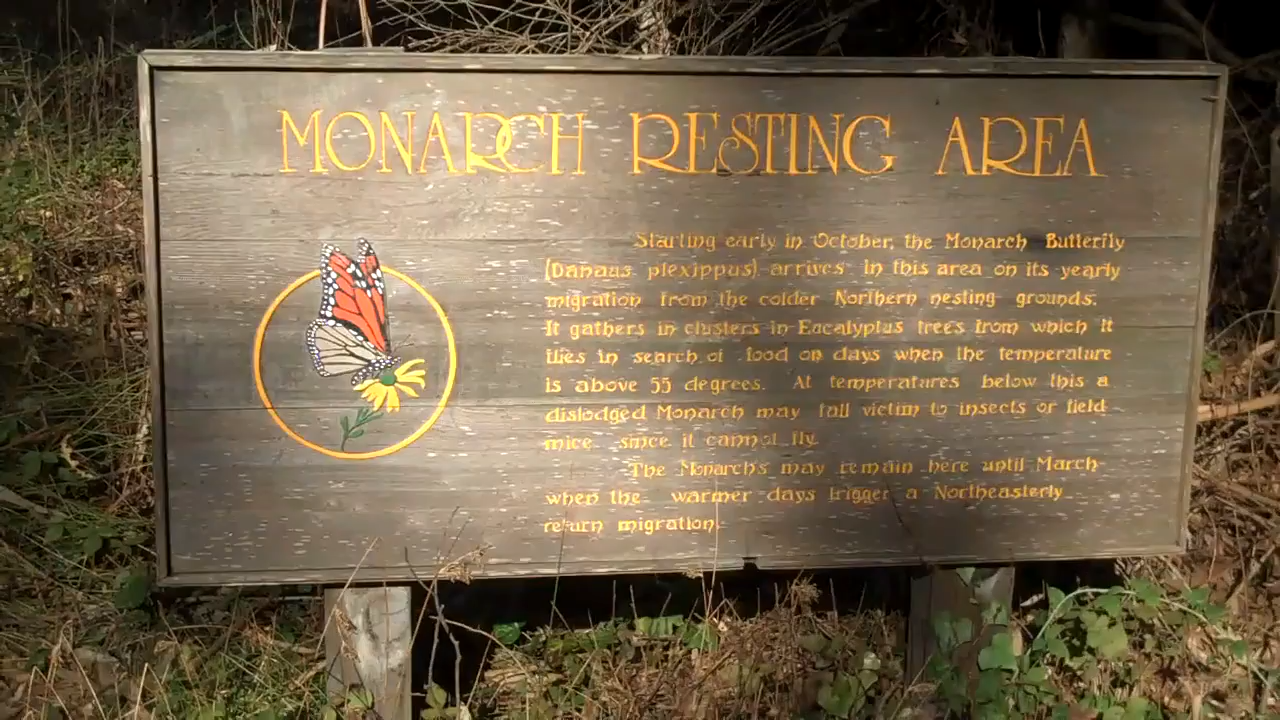 MONARCH RESTING AREA
Starting early in October, the Monarch Butterfly
(Danaus plexippus) arrives in this area on its yearly
migration from the colder Northern nesting grounds.
It gathers in clusters in Eucalyptus trees from which it
flies in search of food on days when the temperature
is above 55 degrees. At temperatures below this a
dislodged Monarch may fall victim to insects or field
mice since it cannot fly.
The Monarchs may remain here until March
when the warmer days trigger a Northeasterly
return migration.